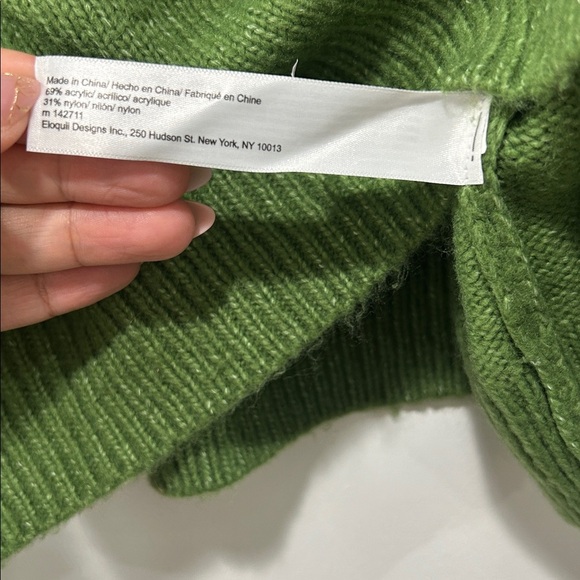 Made in China/ Hecho en China/ Fabriqué en Chine
69% acrylic/ acrílico/ acrylique
31% nylon/ nilón/ nylon
m 142711
Eloquii Designs Inc., 250 Hudson St. New York, NY 10013